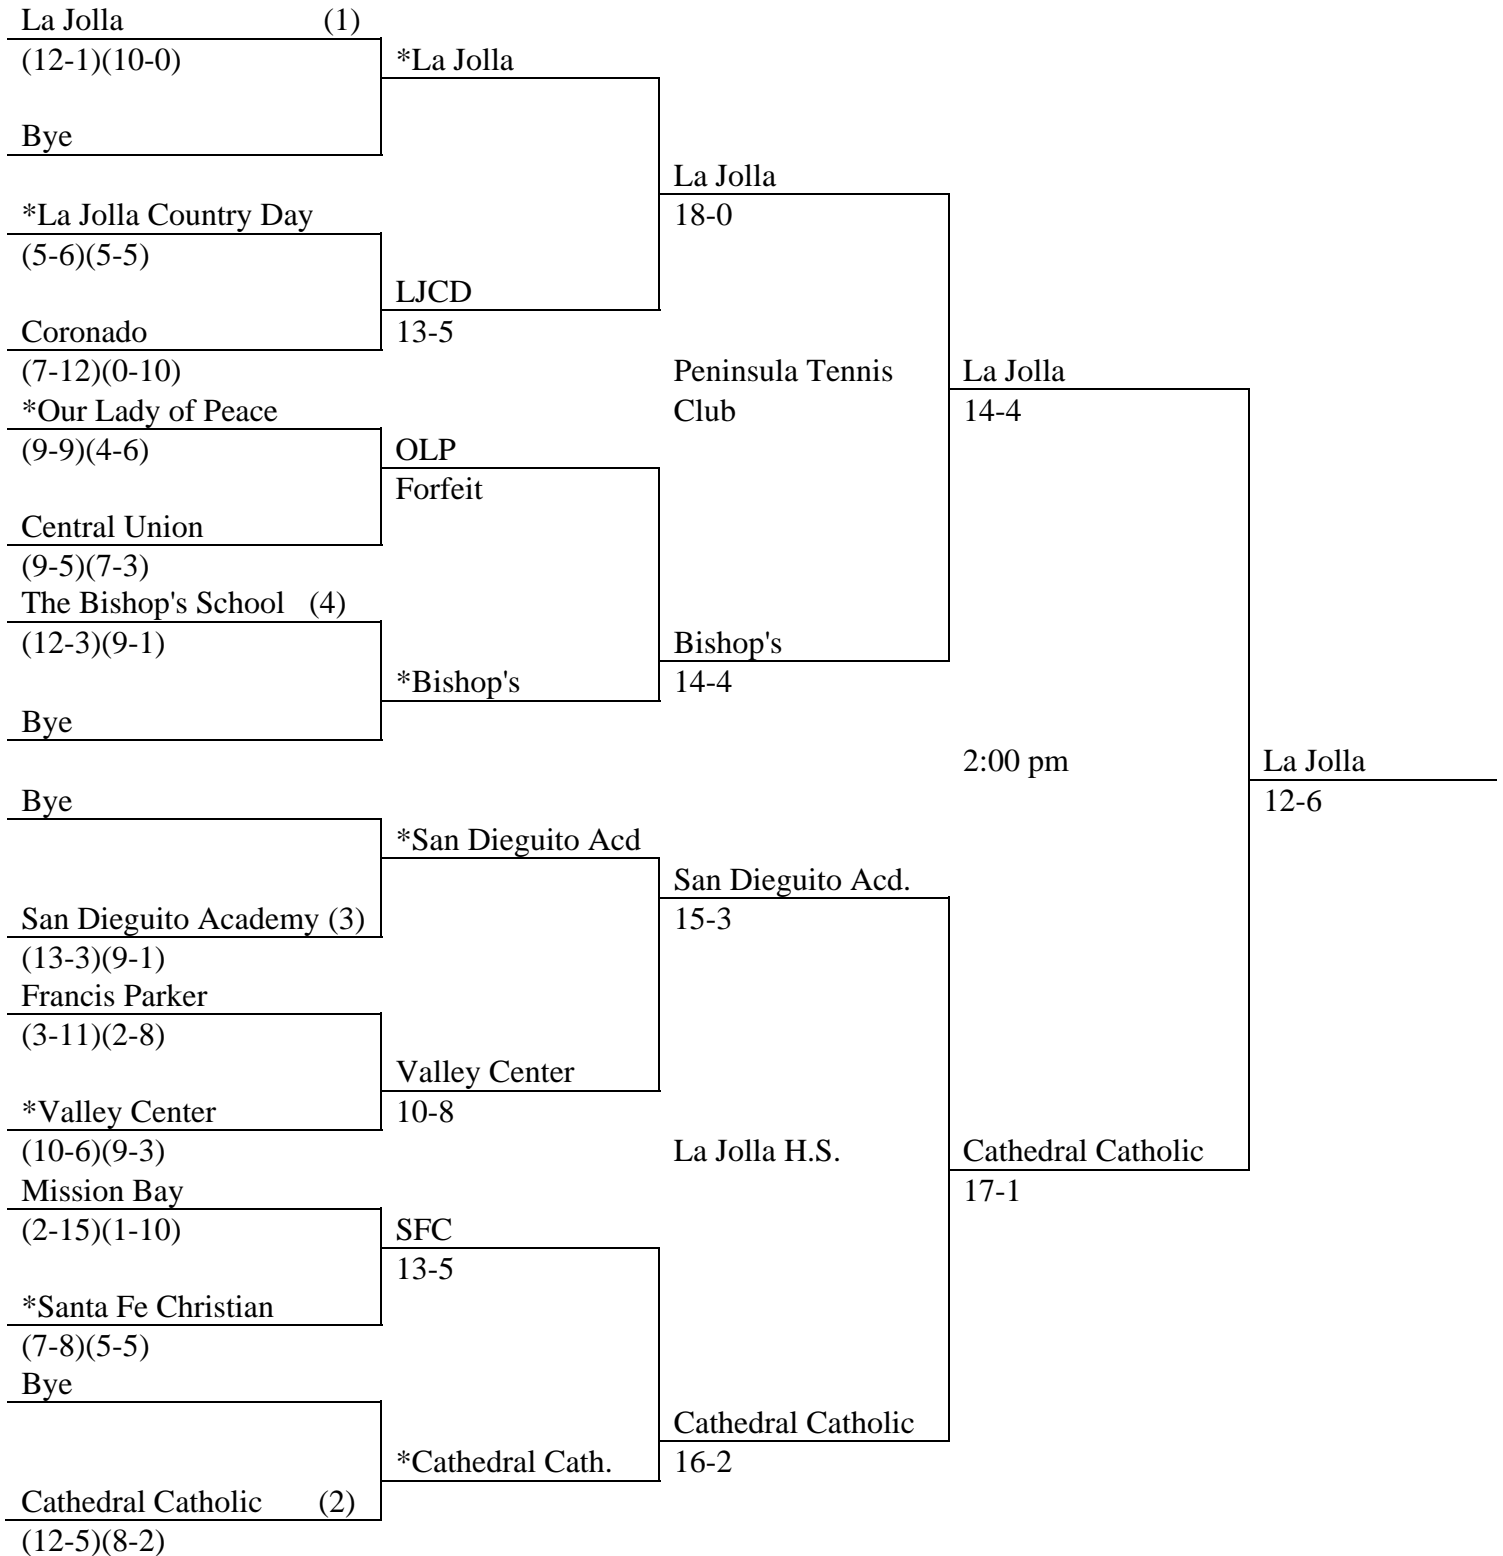 La Jolla (1)
(12-1)(10-0)
*La Jolla
Bye
La Jolla
*La Jolla Country Day
18-0
(5-6)(5-5)
LJCD
Coronado
13-5
(7-12)(0-10)
Peninsula Tennis
La Jolla
*Our Lady of Peace
Club
14-4
(9-9)(4-6)
OLP
Forfeit
Central Union
(9-5)(7-3)
The Bishop's School (4)
(12-3)(9-1)
Bishop's
*Bishop's
14-4
Bye
2:00 pm
La Jolla
Bye
12-6
*San Dieguito Acd
San Dieguito Acd.
San Dieguito Academy (3)
15-3
(13-3)(9-1)
Francis Parker
(3-11)(2-8)
Valley Center
*Valley Center
10-8
(10-6)(9-3)
La Jolla H.S.
Cathedral Catholic
Mission Bay
17-1
(2-15)(1-10)
SFC
13-5
*Santa Fe Christian
(7-8)(5-5)
Bye
Cathedral Catholic
*Cathedral Cath.
16-2
Cathedral Catholic (2)
(12-5)(8-2)